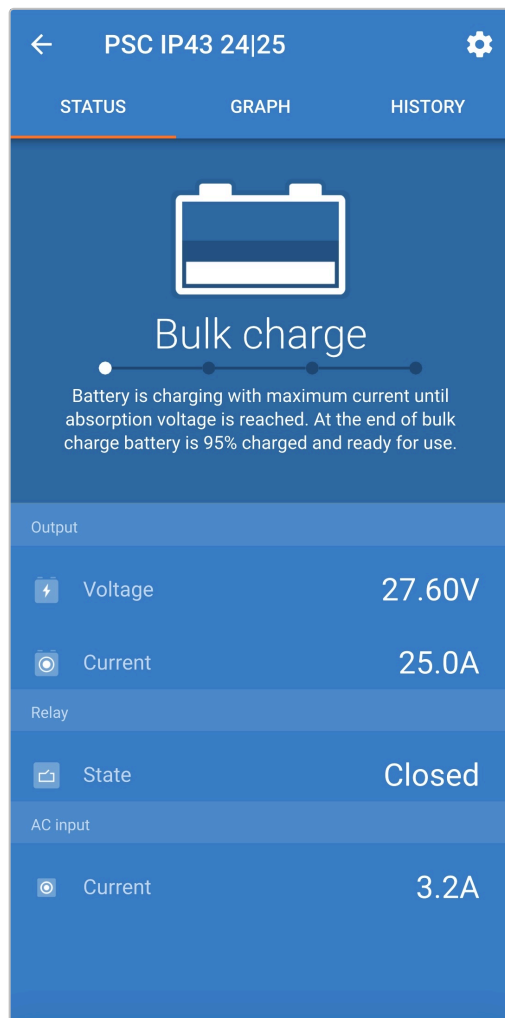 PSC IP43 24|25
STATUS GRAPH HISTORY
Bulk charge
Battery is charging with maximum current until
absorption voltage is reached. At the end of bulk
charge battery is 95% charged and ready for use.
Output
Voltage 27.60V
Current 25.0A
Relay
State Closed
AC input
Current 3.2A